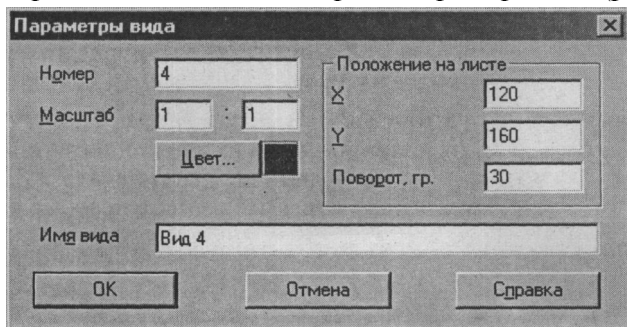 Параметры вида
Номер 4
Масштаб 1 : 1
Цвет...
Положение на листе
X 120
Y 160
Поворот, гр. 30
Имя вида Вид 4
OK Отмена Справка